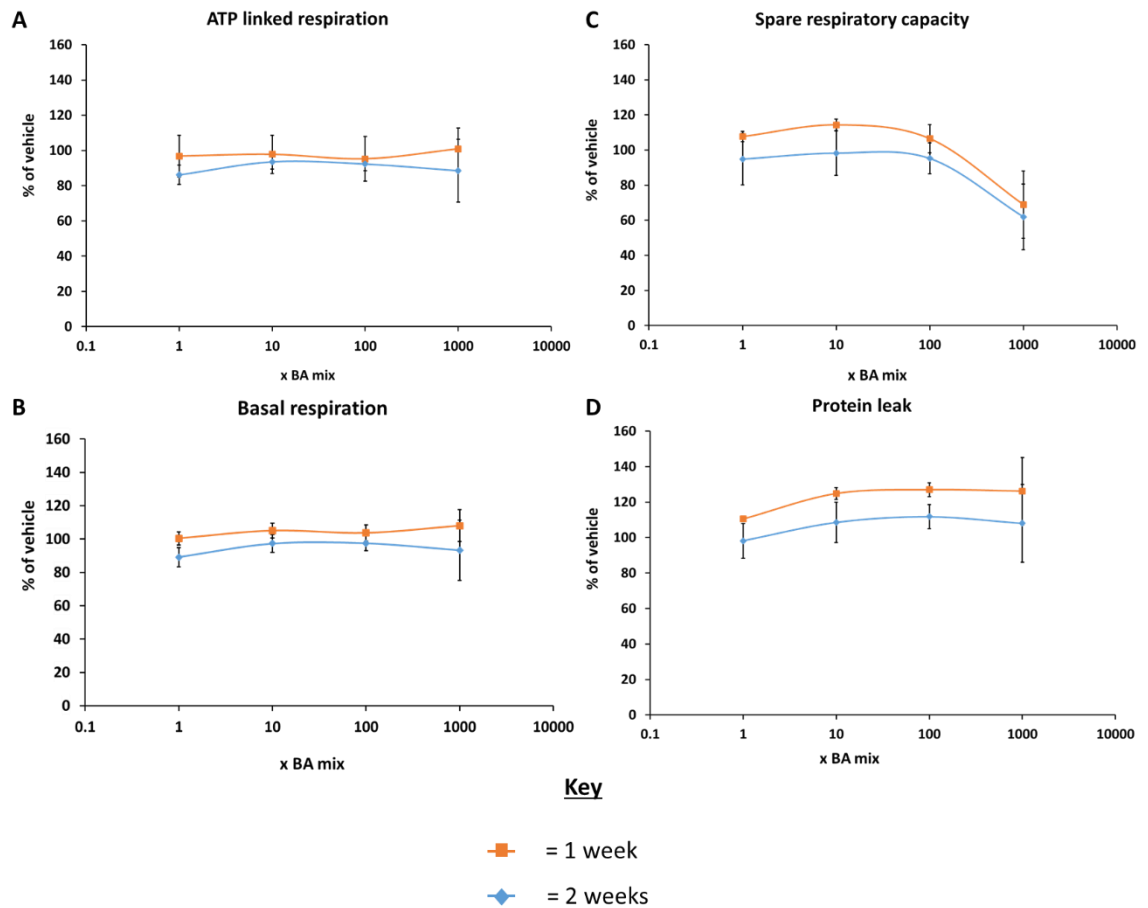 A
ATP linked respiration
% of vehicle
160
140
120
100
80
60
40
20
0
0.1 1 10 100 1000 10000
x BA mix
C
Spare respiratory capacity
% of vehicle
160
140
120
100
80
60
40
20
0
0.1 1 10 100 1000 10000
x BA mix
B
Basal respiration
% of vehicle
160
140
120
100
80
60
40
20
0
0.1 1 10 100 1000 10000
x BA mix
D
Protein leak
% of vehicle
160
140
120
100
80
60
40
20
0
0.1 1 10 100 1000 10000
x BA mix
Key
= 1 week
= 2 weeks